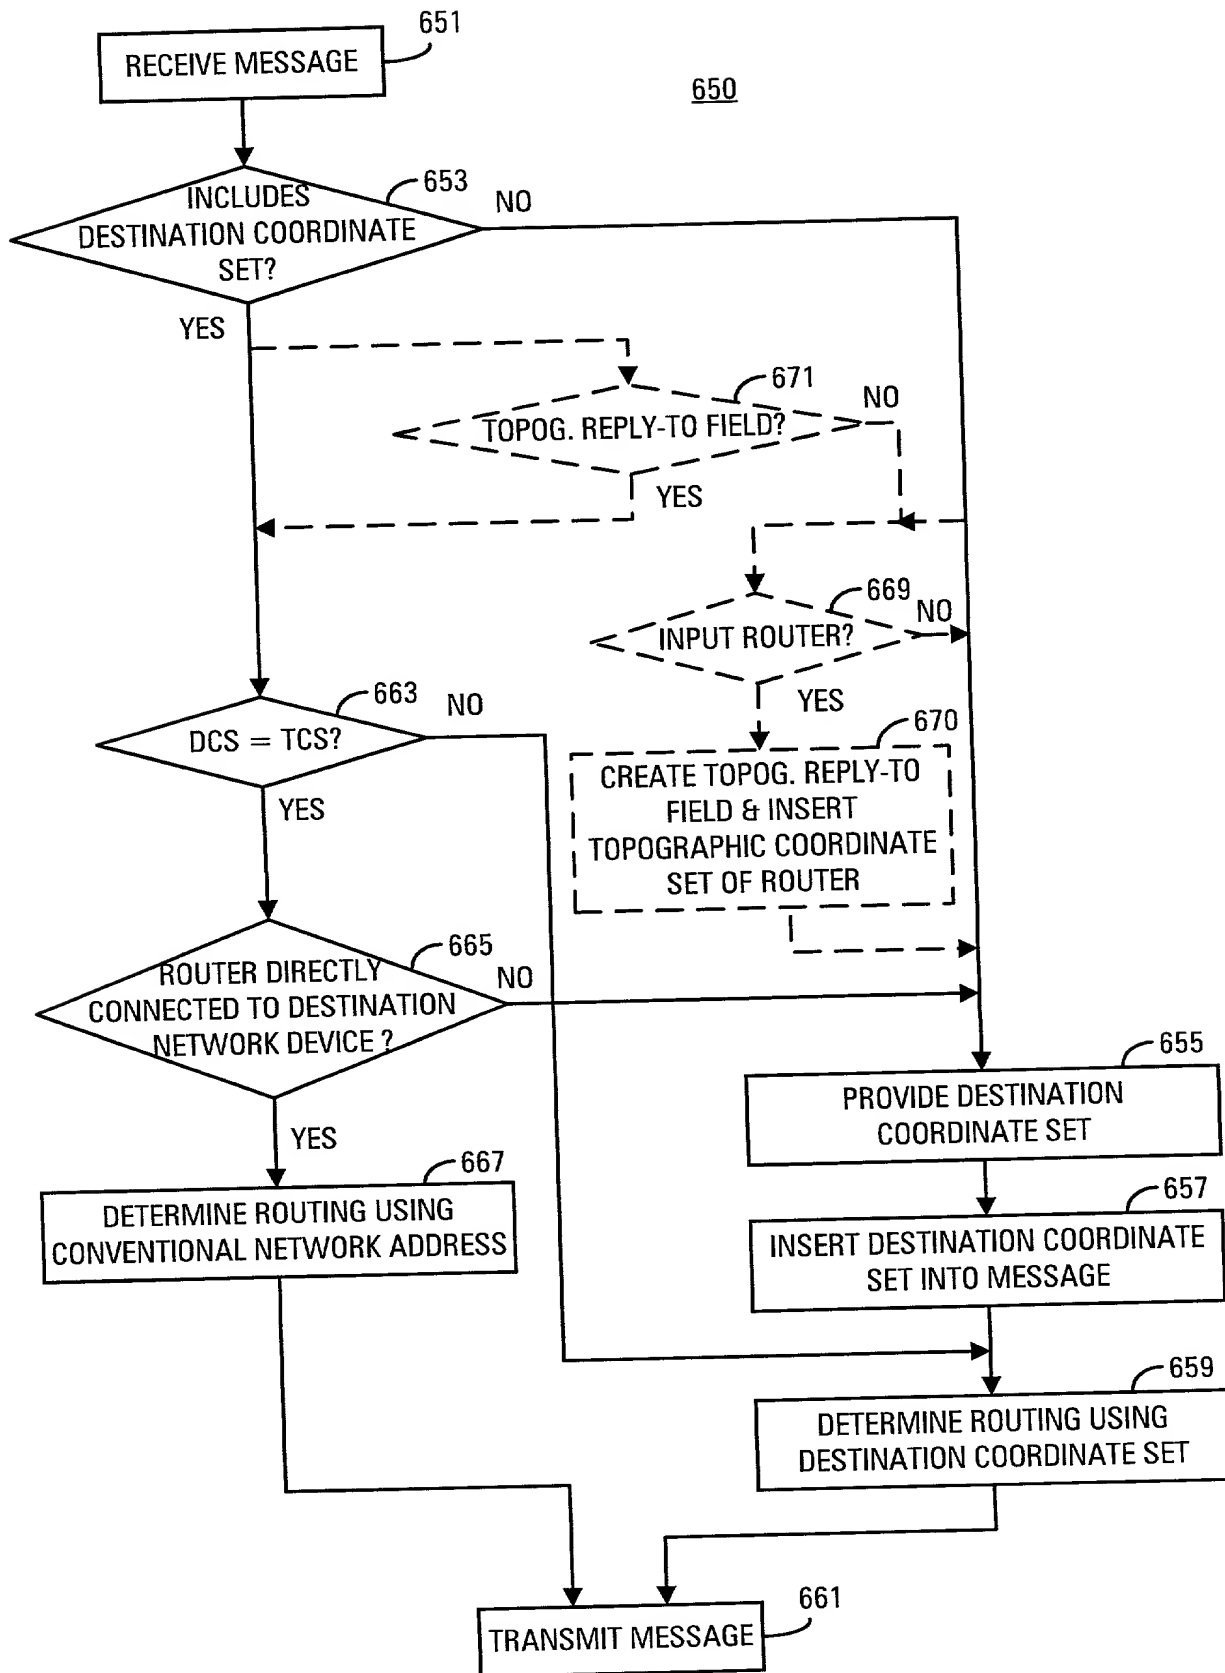 651
RECEIVE MESSAGE
650
653
NO
INCLUDES
DESTINATION COORDINATE
SET?
YES
671
NO
TOPOG. REPLY-TO FIELD?
YES
669
NO
INPUT ROUTER?
YES
663
NO
DCS = TCS?
YES
670
CREATE TOPOG. REPLY-TO
FIELD & INSERT
TOPOGRAPHIC COORDINATE
SET OF ROUTER
665
NO
ROUTER DIRECTLY
CONNECTED TO DESTINATION
NETWORK DEVICE ?
YES
655
PROVIDE DESTINATION
COORDINATE SET
667
DETERMINE ROUTING USING
CONVENTIONAL NETWORK ADDRESS
657
INSERT DESTINATION COORDINATE
SET INTO MESSAGE
659
DETERMINE ROUTING USING
DESTINATION COORDINATE SET
661
TRANSMIT MESSAGE